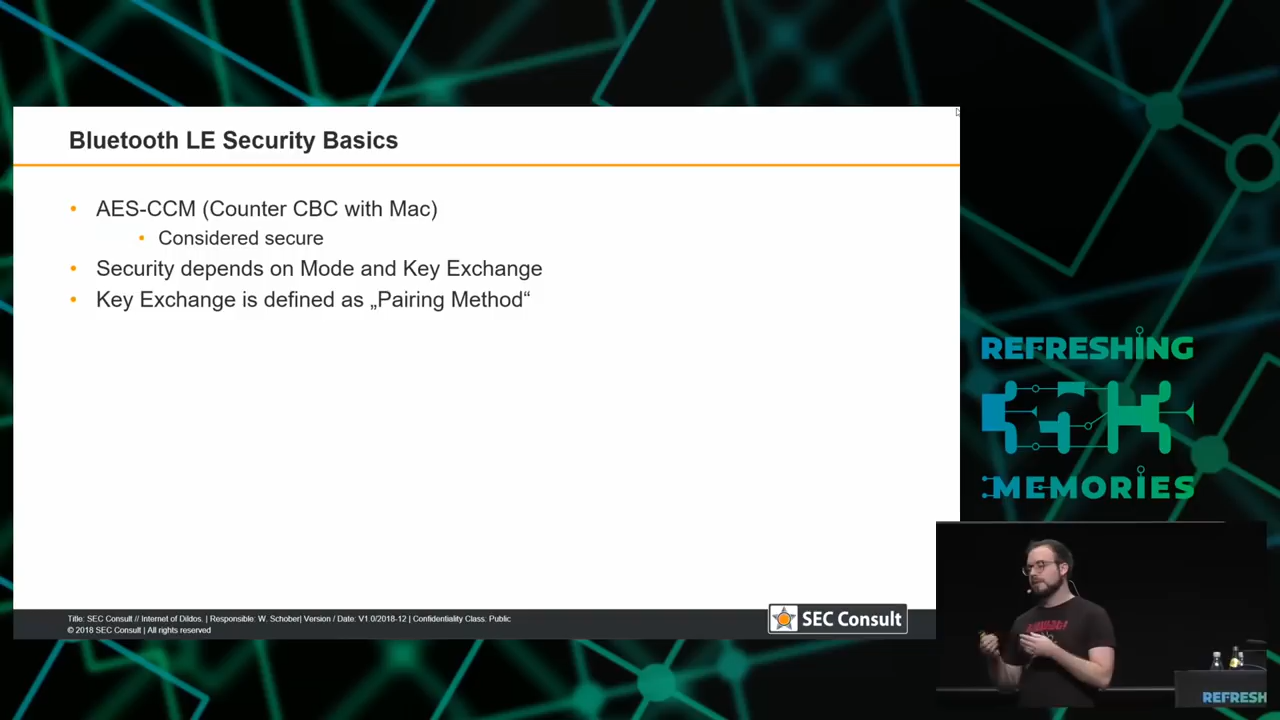 Bluetooth LE Security Basics
• AES-CCM (Counter CBC with Mac)
• Considered secure
• Security depends on Mode and Key Exchange
• Key Exchange is defined as „Pairing Method“
REFRESHING
35C3
MEMORIES
Title: SEC Consult // Internet of Dildos. | Responsible: W. Schober| Version / Date: V1.0/2018-12 | Confidentiality Class: Public
© 2018 SEC Consult | All rights reserved
SEC Consult
REFRESH